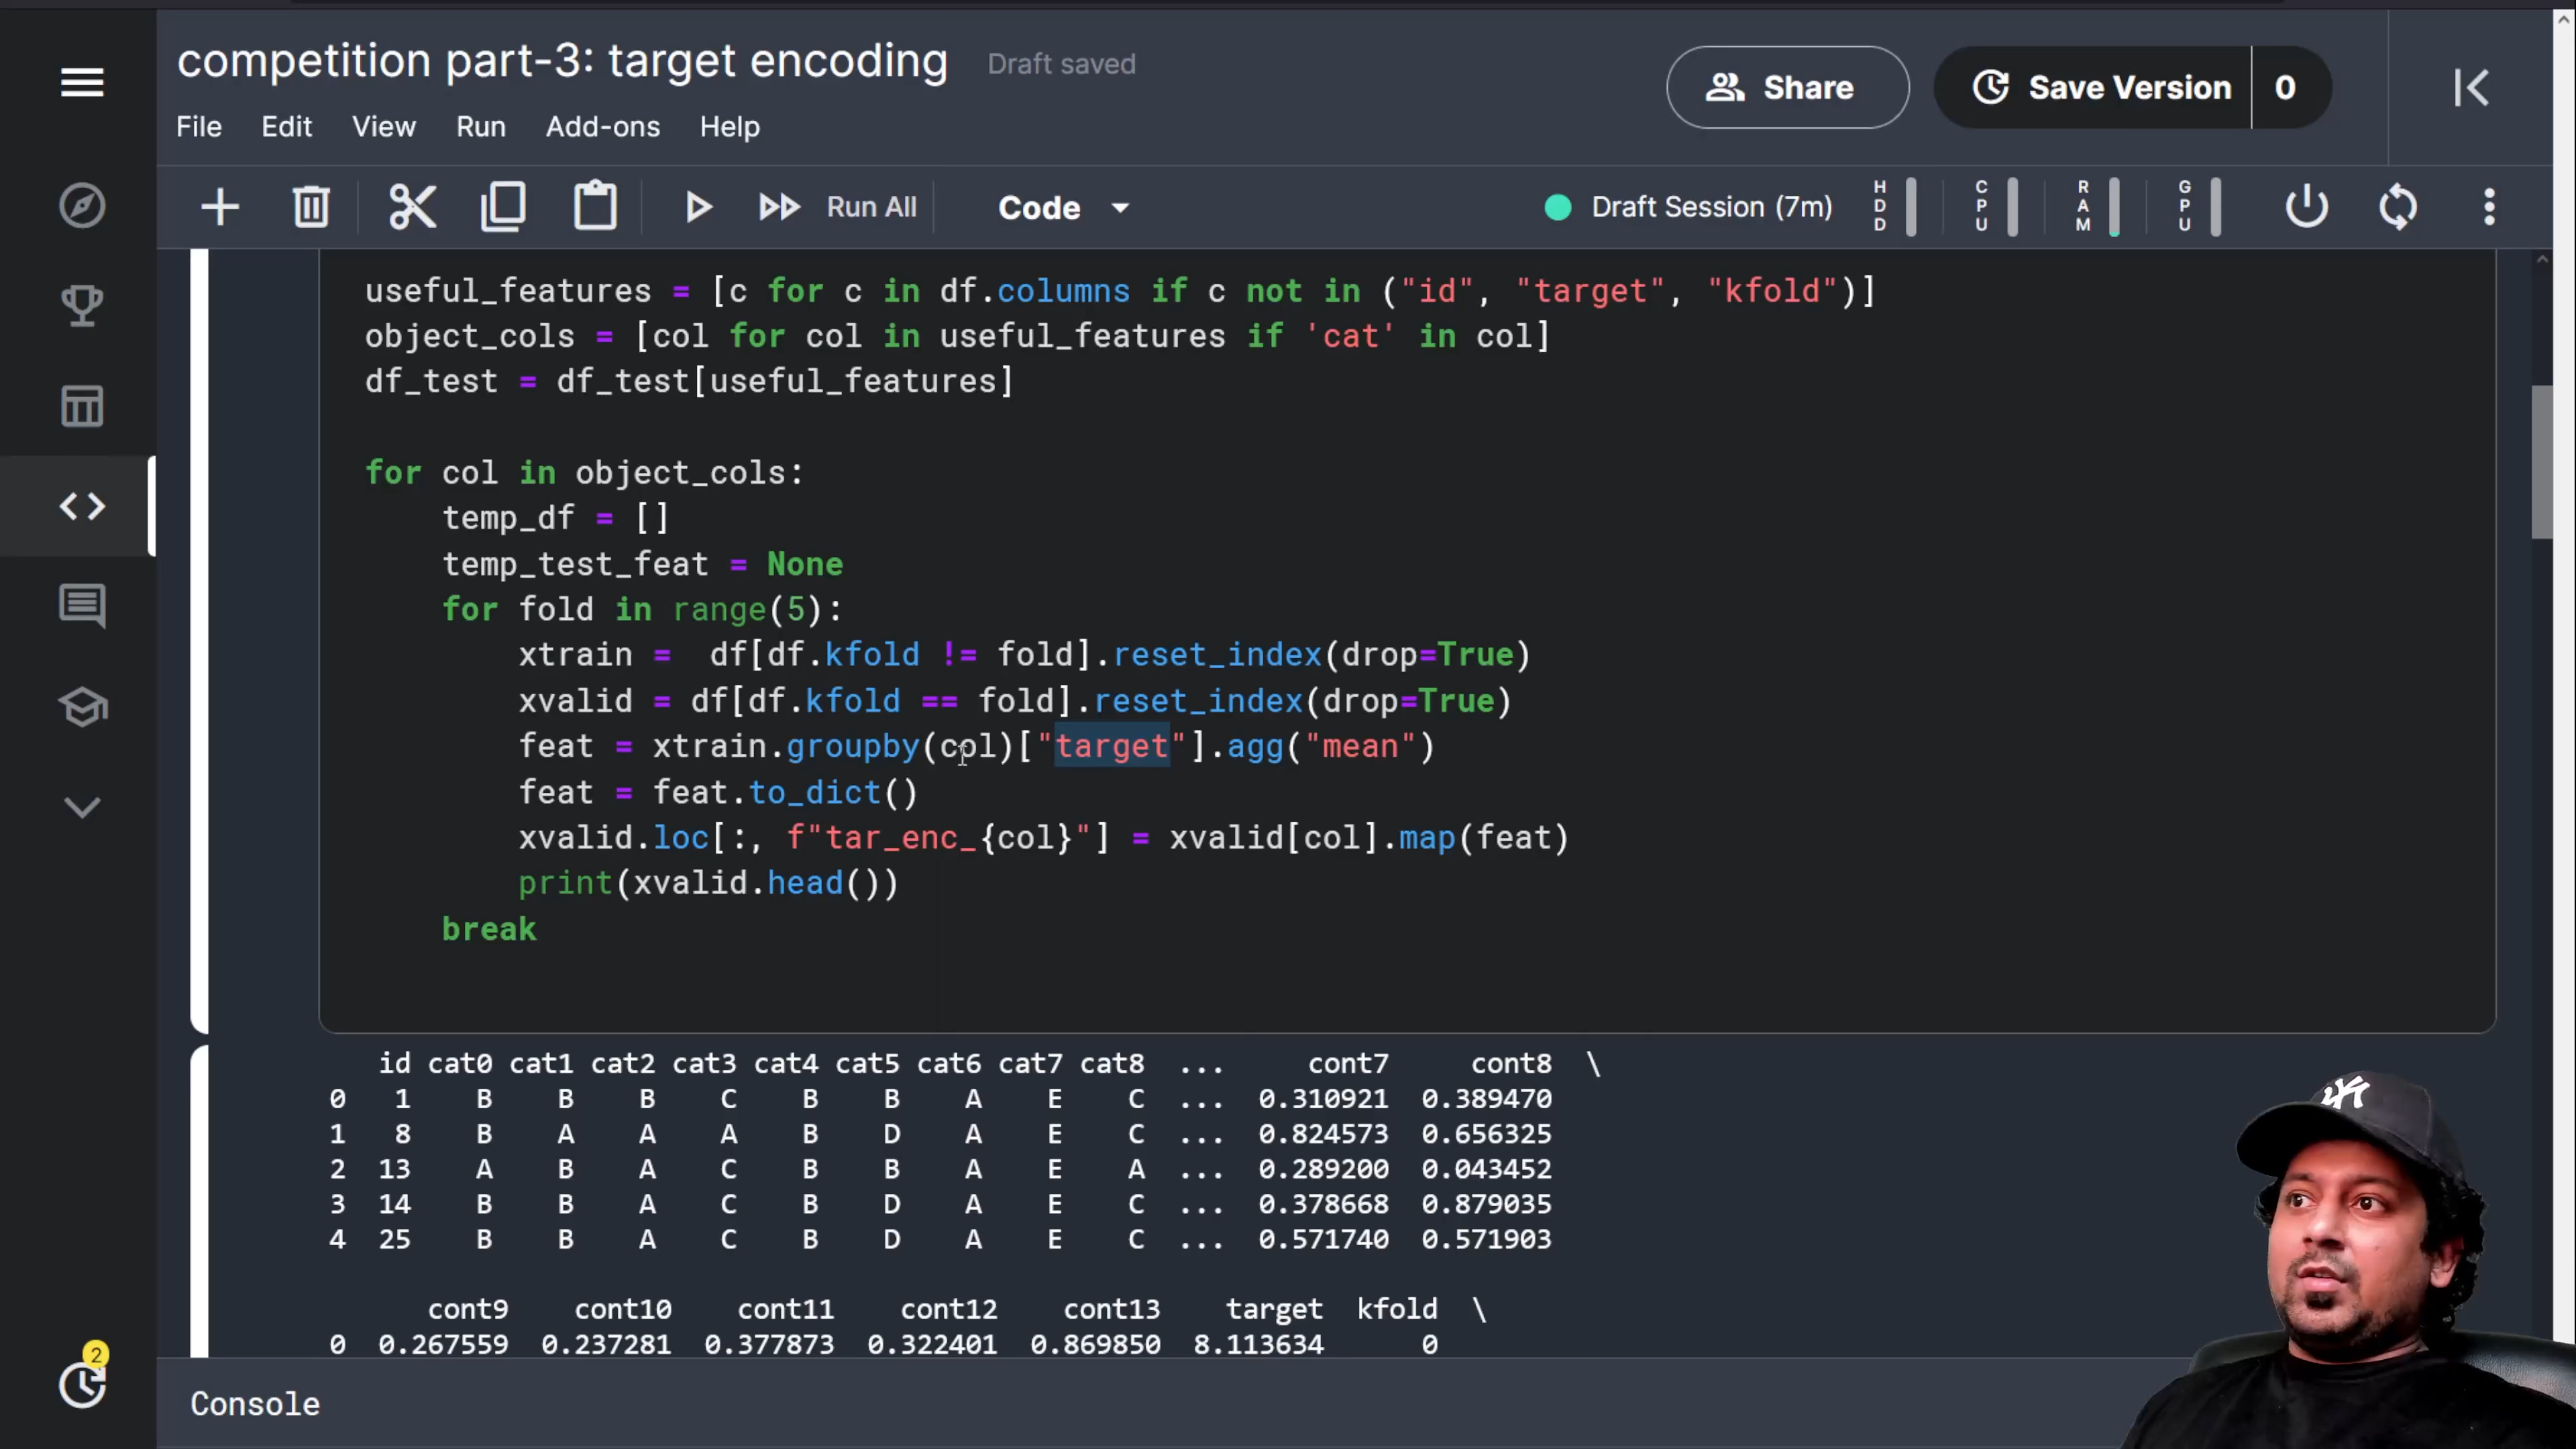 competition part-3: target encoding Draft saved
Share
Save Version 0
File Edit View Run Add-ons Help
Run All Code Draft Session (7m) HDD CPU RAM GPU
useful_features = [c for c in df.columns if c not in ("id", "target", "kfold")]
object_cols = [col for col in useful_features if 'cat' in col]
df_test = df_test[useful_features]
for col in object_cols:
    temp_df = []
    temp_test_feat = None
    for fold in range(5):
        xtrain =  df[df.kfold != fold].reset_index(drop=True)
        xvalid = df[df.kfold == fold].reset_index(drop=True)
        feat = xtrain.groupby(col)["target"].agg("mean")
        feat = feat.to_dict()
        xvalid.loc[:, f"tar_enc_{col}"] = xvalid[col].map(feat)
        print(xvalid.head())
    break
id cat0 cat1 cat2 cat3 cat4 cat5 cat6 cat7 cat8 ... cont7 cont8 \
0 1 B B B C B B A E C ... 0.310921 0.389470
1 8 B A A A B D A E C ... 0.824573 0.656325
2 13 A B A C B B A E A ... 0.289200 0.043452
3 14 B B A C B D A E C ... 0.378668 0.879035
4 25 B B A C B D A E C ... 0.571740 0.571903
cont9 cont10 cont11 cont12 cont13 target kfold \
0 0.267559 0.237281 0.377873 0.322401 0.869850 8.113634 0
2
Console